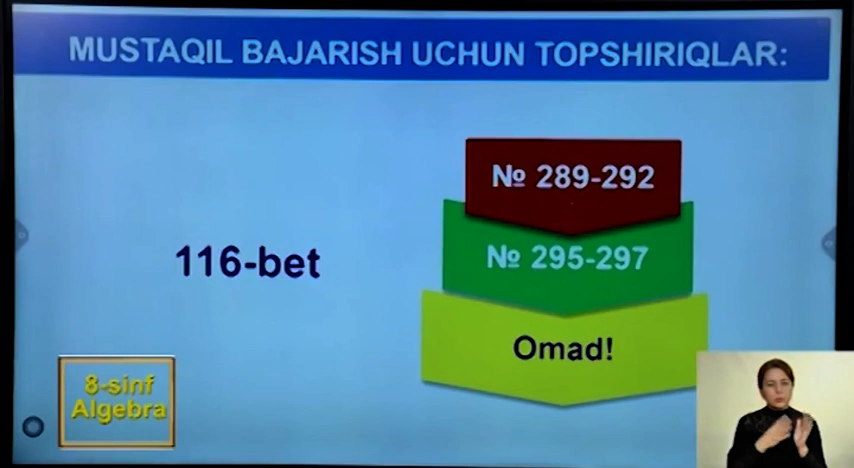 MUSTAQIL BAJARISH UCHUN TOPSHIRIQLAR:
№ 289-292
116-bet
№ 295-297
Omad!
8-sinf
Algebra